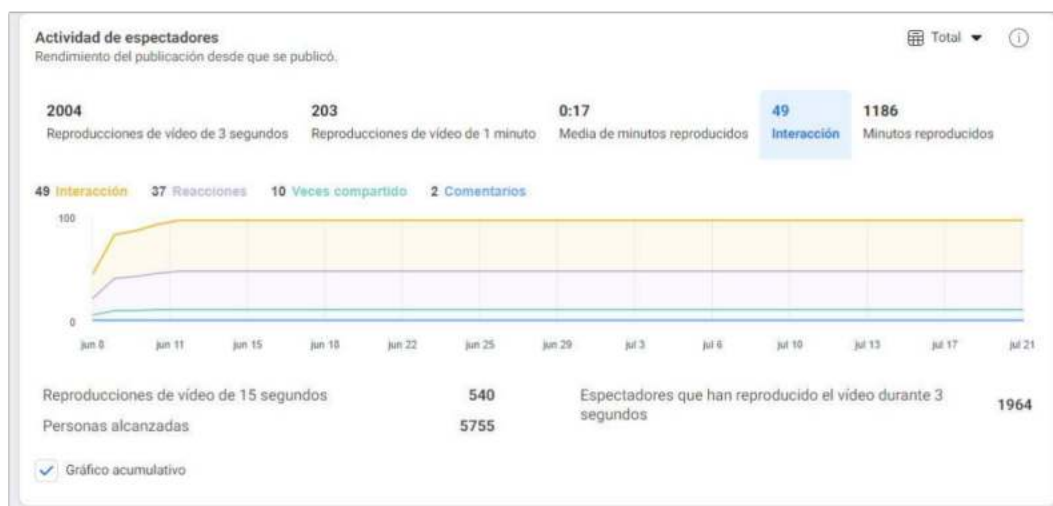 Actividad de espectadores
Total
Rendimiento del publicación desde que se publicó.
2004 203 0:17 49 1186
Reproducciones de vídeo de 3 segundos Reproducciones de vídeo de 1 minuto Media de minutos reproducidos Interacción Minutos reproducidos
49 Interacción 37 Reacciones 10 Veces compartido 2 Comentarios
100
0
jun 8 jun 11 jun 15 jun 18 jun 22 jun 25 jun 29 jul 3 jul 6 jul 10 jul 13 jul 17 jul 21
Reproducciones de vídeo de 15 segundos 540
Personas alcanzadas 5755
Espectadores que han reproducido el vídeo durante 3
segundos
1964
Gráfico acumulativo